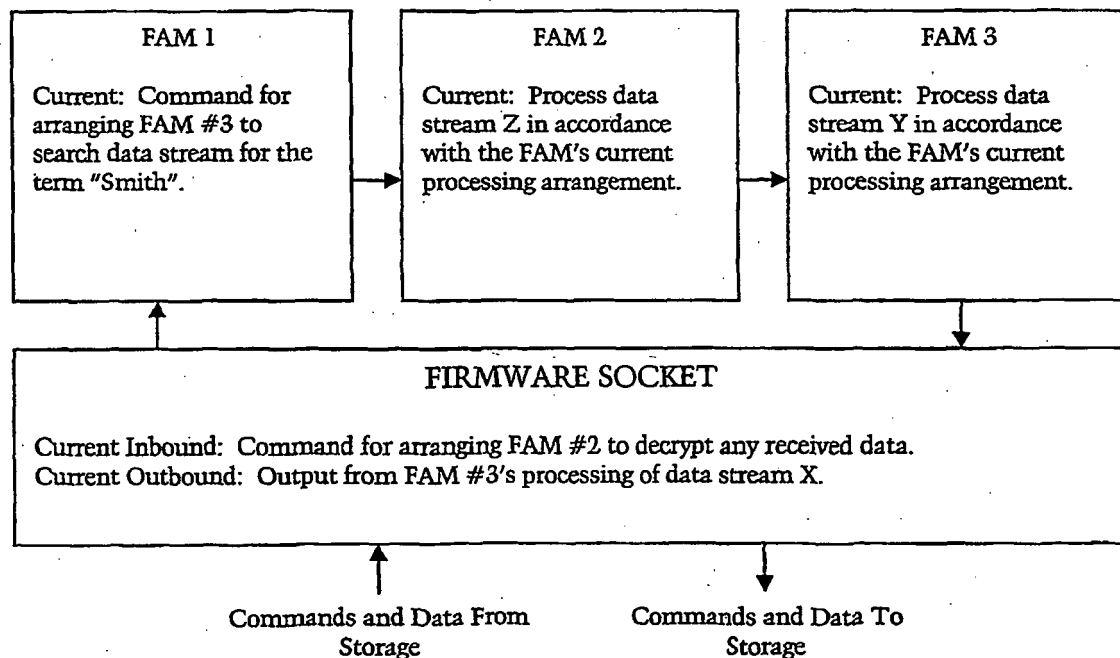 FAM 1
Current: Command for
arranging FAM #3 to
search data stream for the
term "Smith".
FAM 2
Current: Process data
stream Z in accordance
with the FAM's current
processing arrangement.
FAM 3
Current: Process data
stream Y in accordance
with the FAM's current
processing arrangement.
FIRMWARE SOCKET
Current Inbound: Command for arranging FAM #2 to decrypt any received data.
Current Outbound: Output from FAM #3's processing of data stream X.
Commands and Data From
Storage
Commands and Data To
Storage